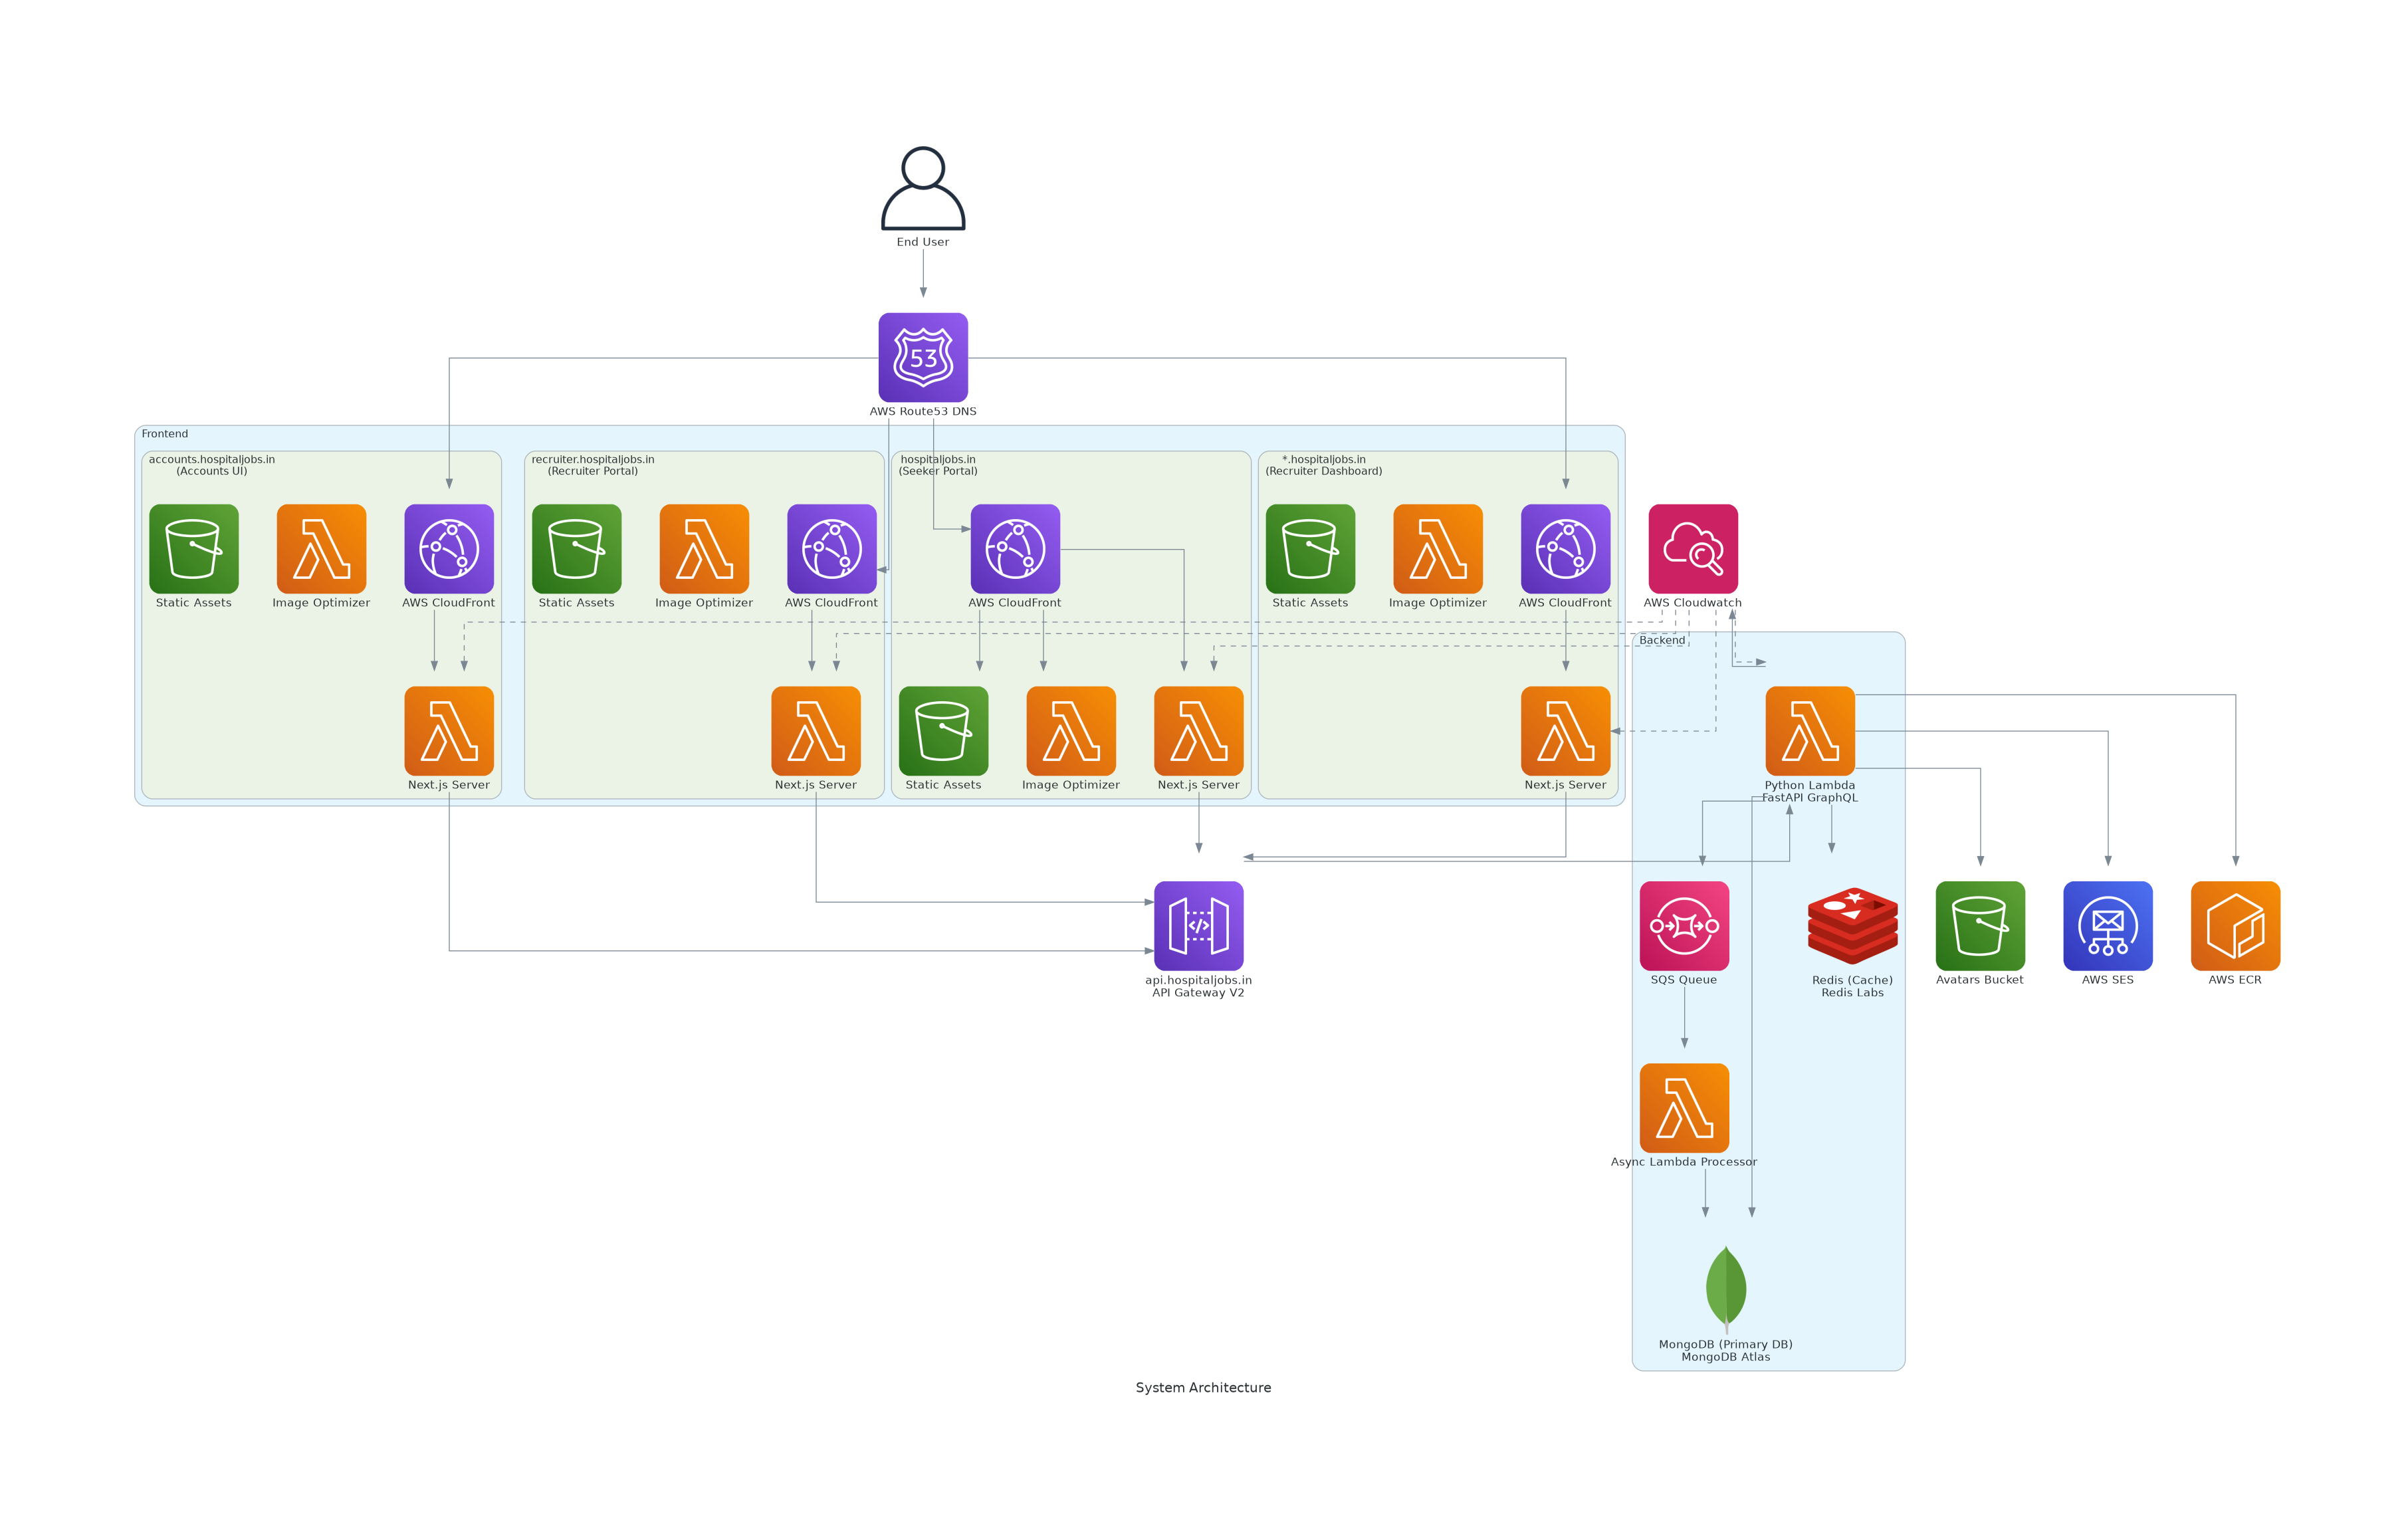 End User
53
AWS Route53 DNS
Frontend
accounts.hospitaljobs.in
(Accounts UI)
recruiter.hospitaljobs.in
(Recruiter Portal)
hospitaljobs.in
(Seeker Portal)
*.hospitaljobs.in
(Recruiter Dashboard)
Static Assets
Image Optimizer
AWS CloudFront
Static Assets
Image Optimizer
AWS CloudFront
AWS CloudFront
Static Assets
Image Optimizer
AWS CloudFront
AWS Cloudwatch
Backend
Next.js Server
Next.js Server
Static Assets
Image Optimizer
Next.js Server
Next.js Server
Python Lambda
FastAPI GraphQL
api.hospitaljobs.in
API Gateway V2
SQS Queue
Redis (Cache)
Redis Labs
Avatars Bucket
AWS SES
AWS ECR
Async Lambda Processor
MongoDB (Primary DB)
MongoDB Atlas
System Architecture